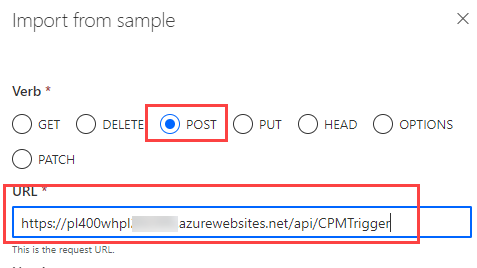 Import from sample
Verb *
GET DELETE POST PUT HEAD OPTIONS
PATCH
URL *
https://pl400whpl. azurewebsites.net/api/CPMTrigger
This is the request URL.